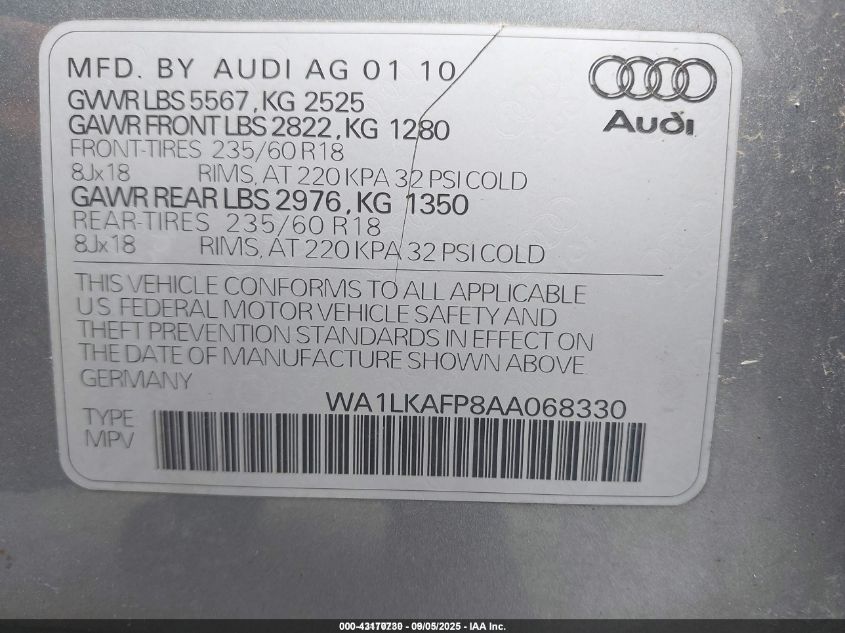 MFD. BY AUDI AG 01 10
GVWR LBS 5567, KG 2525
GAWR FRONT LBS 2822, KG 1280
FRONT-TIRES 235/60 R18
8Jx18 RIMS, AT 220 KPA 32 PSI COLD
GAWR REAR LBS 2976, KG 1350
REAR-TIRES 235/60 R18
8Jx18 RIMS, AT 220 KPA 32 PSI COLD
Audi
THIS VEHICLE CONFORMS TO ALL APPLICABLE
US FEDERAL MOTOR VEHICLE SAFETY AND
THEFT PREVENTION STANDARDS IN EFFECT ON
THE DATE OF MANUFACTURE SHOWN ABOVE
GERMANY
WA1LKAFP8AA068330
TYPE
MPV
09/05/2025 - IAA Inc.